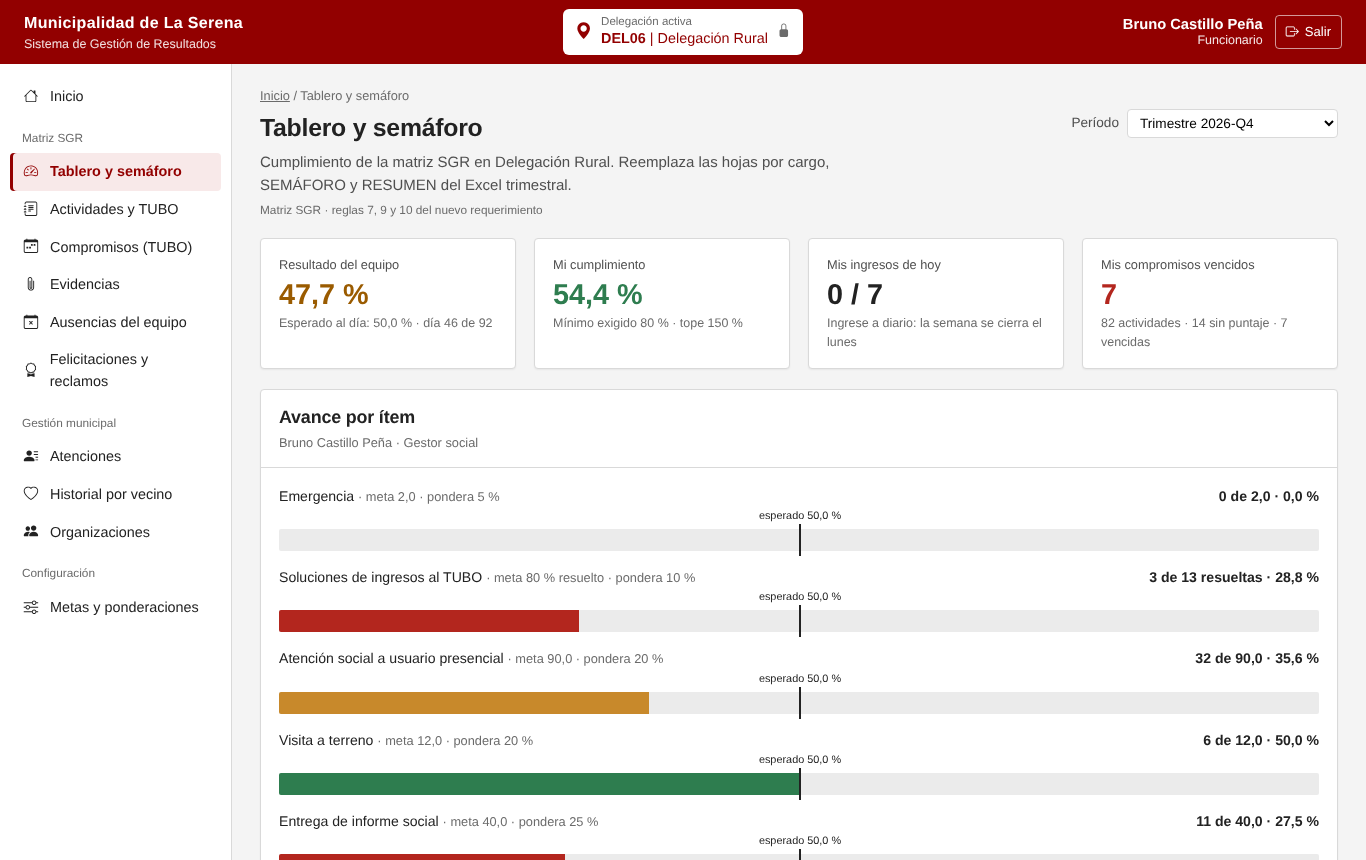 Municipalidad de La Serena
Sistema de Gestión de Resultados
Delegación activa
DEL06 | Delegación Rural
Bruno Castillo Peña
Funcionario
Salir
Inicio
Matriz SGR
Tablero y semáforo
Actividades y TUBO
Compromisos (TUBO)
Evidencias
Ausencias del equipo
Felicitaciones y
reclamos
Gestión municipal
Atenciones
Historial por vecino
Organizaciones
Configuración
Metas y ponderaciones
Inicio / Tablero y semáforo
Tablero y semáforo
Período
Trimestre 2026-Q4
Cumplimiento de la matriz SGR en Delegación Rural. Reemplaza las hojas por cargo,
SEMÁFORO y RESUMEN del Excel trimestral.
Matriz SGR · reglas 7, 9 y 10 del nuevo requerimiento
Resultado del equipo
47,7 %
Esperado al día: 50,0 % · día 46 de 92
Mi cumplimiento
54,4 %
Mínimo exigido 80 % · tope 150 %
Mis ingresos de hoy
0 / 7
Ingrese a diario: la semana se cierra el
lunes
Mis compromisos vencidos
7
82 actividades · 14 sin puntaje · 7
vencidas
Avance por ítem
Bruno Castillo Peña · Gestor social
Emergencia · meta 2,0 · pondera 5 %
0 de 2,0 · 0,0 %
esperado 50,0 %
Soluciones de ingresos al TUBO · meta 80 % resuelto · pondera 10 %
3 de 13 resueltas · 28,8 %
esperado 50,0 %
Atención social a usuario presencial · meta 90,0 · pondera 20 %
32 de 90,0 · 35,6 %
esperado 50,0 %
Visita a terreno · meta 12,0 · pondera 20 %
6 de 12,0 · 50,0 %
esperado 50,0 %
Entrega de informe social · meta 40,0 · pondera 25 %
11 de 40,0 · 27,5 %
esperado 50,0 %